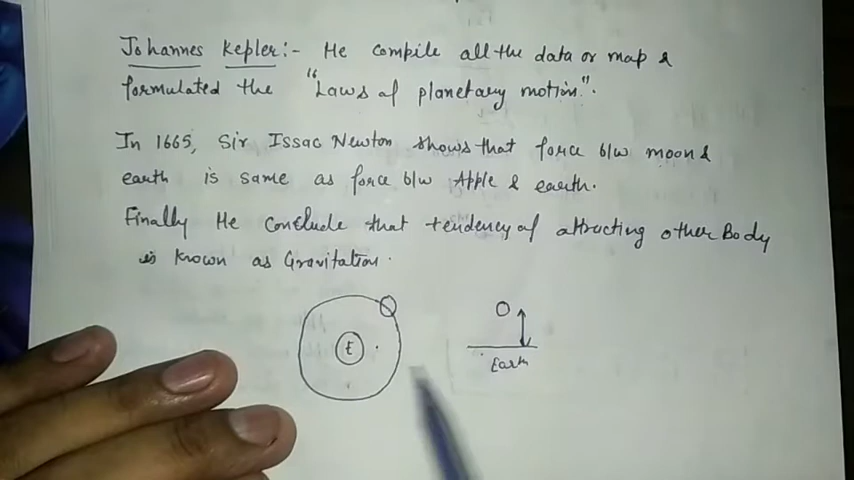 Johannes Kepler:- He compile all the data or map &
formulated the "Laws of planetary motion".
In 1665, Sir Issac Newton shows that force b/w moon &
earth is same as force b/w Apple & earth.
Finally He conclude that tendency of attracting other Body
is known as Gravitation.
E
Earth